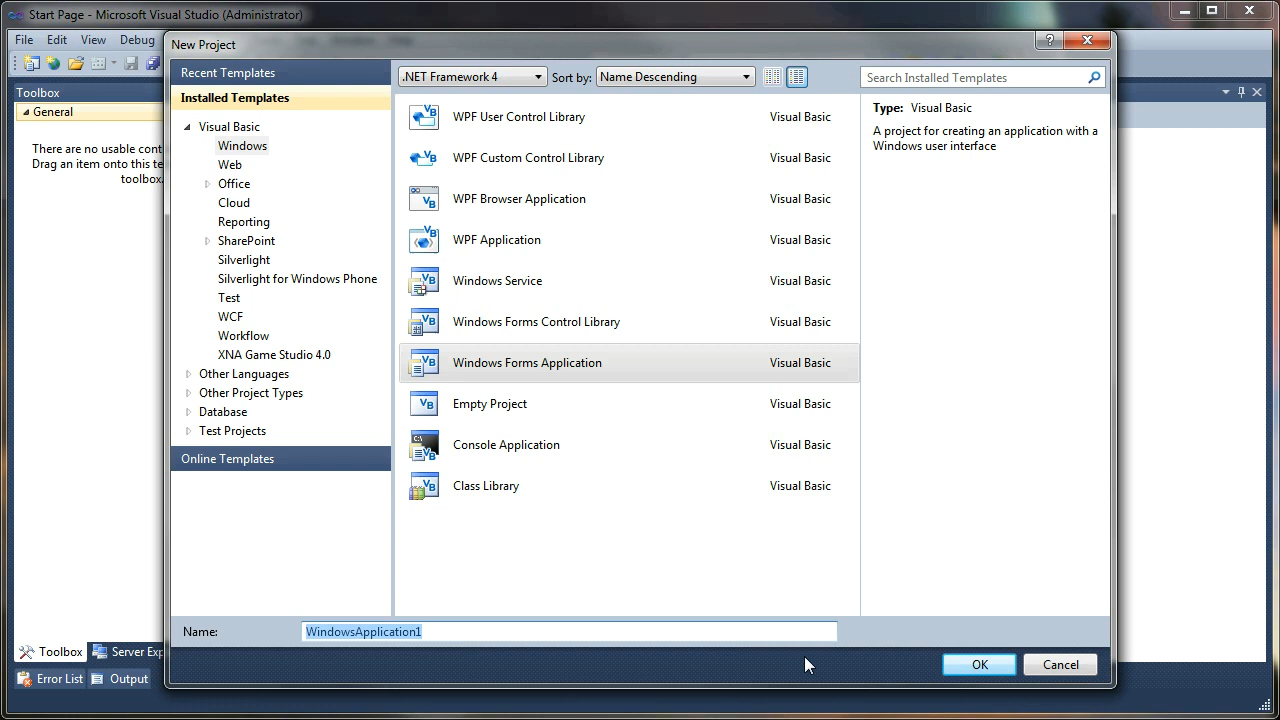 Start Page - Microsoft Visual Studio (Administrator)
File Edit View Debug
New Project
Toolbox
General
There are no usable cont
Drag an item onto this te
toolbox.
Recent Templates
Installed Templates
Visual Basic
Windows
Web
Office
Cloud
Reporting
SharePoint
Silverlight
Silverlight for Windows Phone
Test
WCF
Workflow
XNA Game Studio 4.0
Other Languages
Other Project Types
Database
Test Projects
Online Templates
.NET Framework 4 Sort by: Name Descending
Search Installed Templates
WPF User Control Library Visual Basic
WPF Custom Control Library Visual Basic
WPF Browser Application Visual Basic
WPF Application Visual Basic
Windows Service Visual Basic
Windows Forms Control Library Visual Basic
Windows Forms Application Visual Basic
Empty Project Visual Basic
Console Application Visual Basic
Class Library Visual Basic
Type: Visual Basic
A project for creating an application with a
Windows user interface
Name: WindowsApplication1
OK Cancel
Toolbox Server Exp
Error List Output